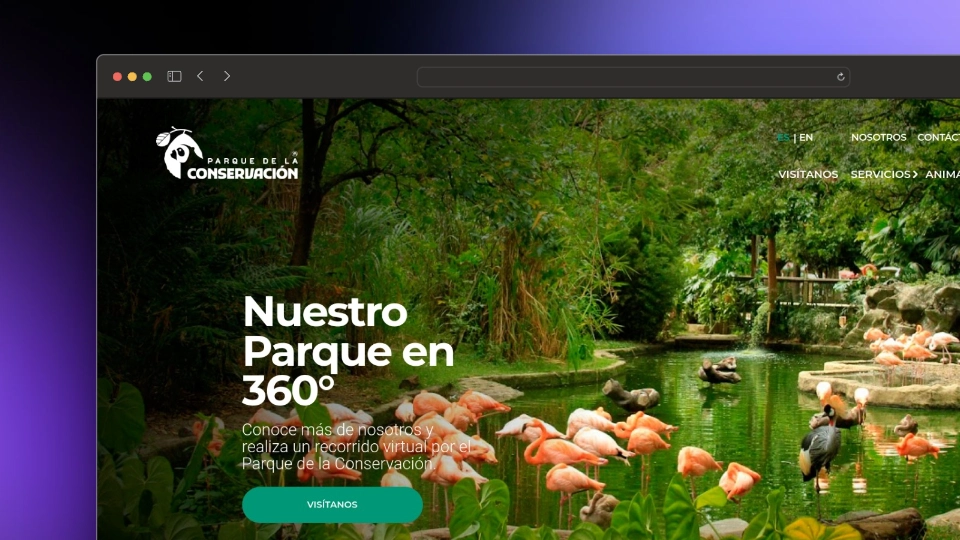 PARQUE DE LA
CONSERVACIÓN
ES | EN
NOSOTROS
CONTÁCT
VISÍTANOS
SERVICIOS
ANIMA
Nuestro
Parque en
360°
Conoce más de nosotros y
realiza un recorrido virtual por el
Parque de la Conservación.
VISÍTANOS